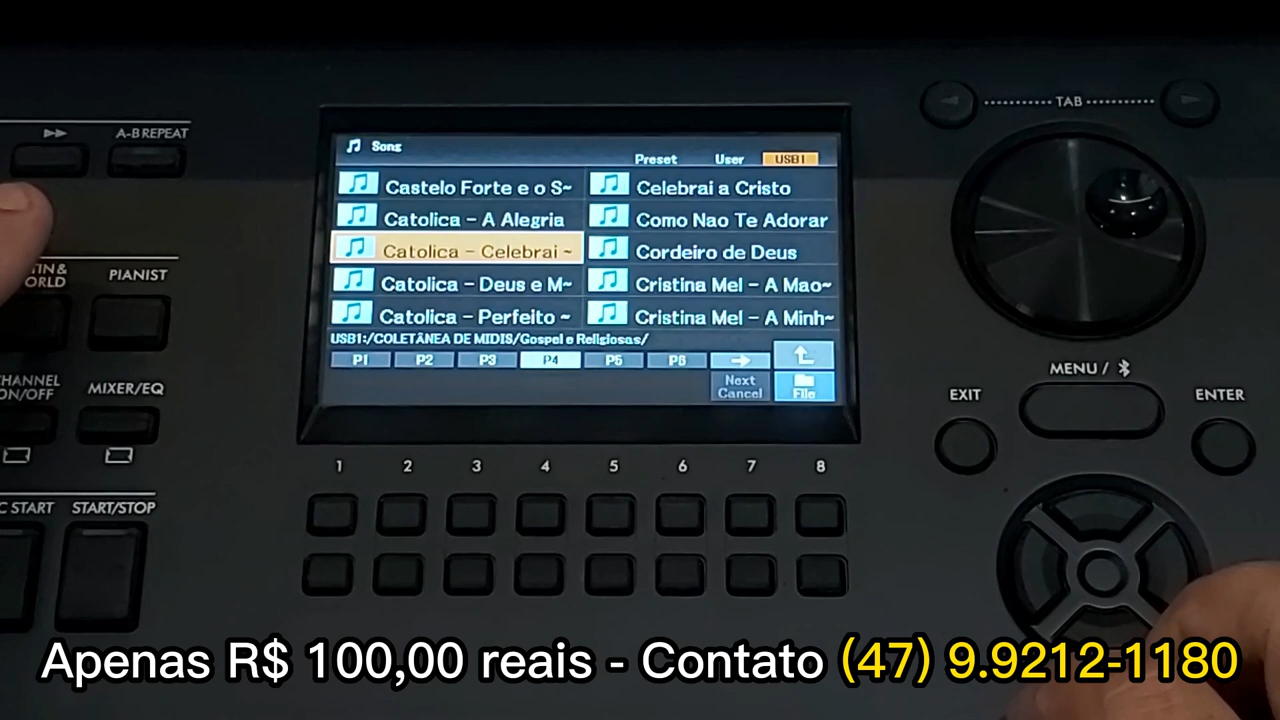 TAB
A-B REPEAT
Song
Preset User USB1
Castelo Forte e o S~
Celebrai a Cristo
Catolica - A Alegria
Como Nao Te Adorar
Catolica - Celebrai ~
Cordeiro de Deus
Catolica - Deus e M~
Cristina Mel - A Mao~
Catolica - Perfeito ~
Cristina Mel - A Minh~
USB1:/COLETÂNEA DE MIDIS/Gospel e Religiosas/
P1 P2 P3 P4 P5 P6
Next
Cancel
File
PIANIST
MIXER/EQ
START/STOP
MENU /
EXIT
ENTER
1 2 3 4 5 6 7 8
Apenas R$ 100,00 reais - Contato (47) 9.9212-1180